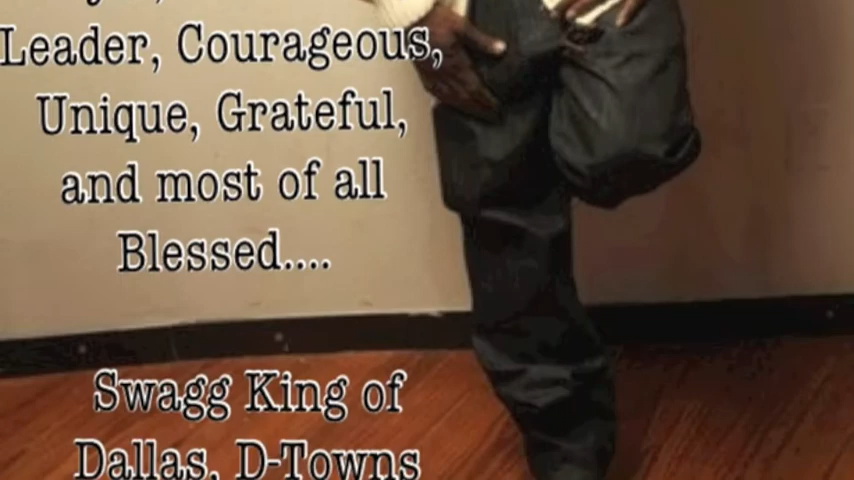 Leader, Courageous,
Unique, Grateful,
and most of all
Blessed....
Swagg King of
Dallas, D-Towns